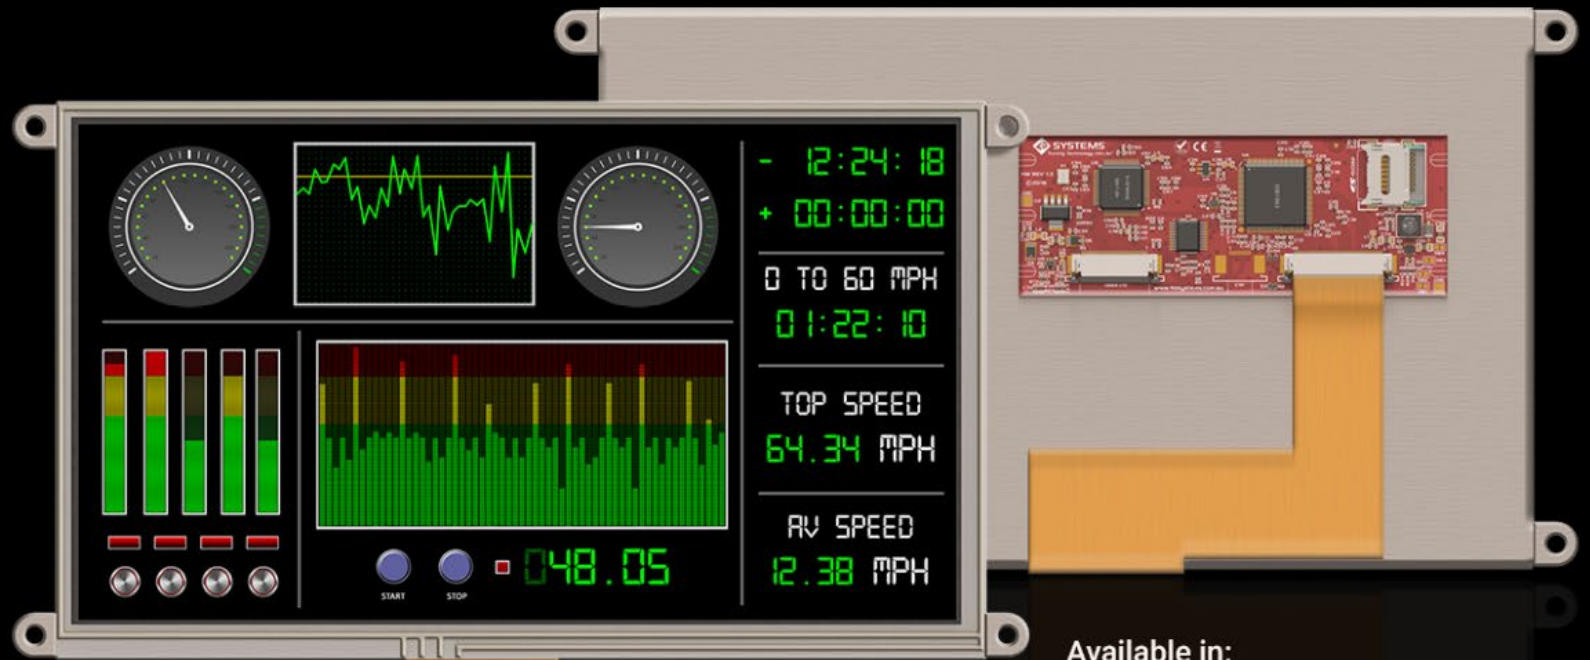 - 12:24:18
+ 00:00:00
0 TO 60 MPH
01:22:10
TOP SPEED
64.34 MPH
AV SPEED
12.38 MPH
048.05
START
STOP
SYSTEMS
CE
Available in: